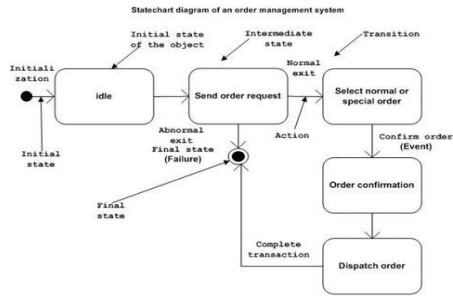 Statechart diagram of an order management system
Initial state
of the object
Intermediate
state
Transition
Initiali
zation
Normal
exit
idle
Send order request
Select normal or
special order
Initial
state
Abnormal
exit
Final state
(Failure)
Action
Confirm order
(Event)
Order confirmation
Final
state
Complete
transaction
Dispatch order